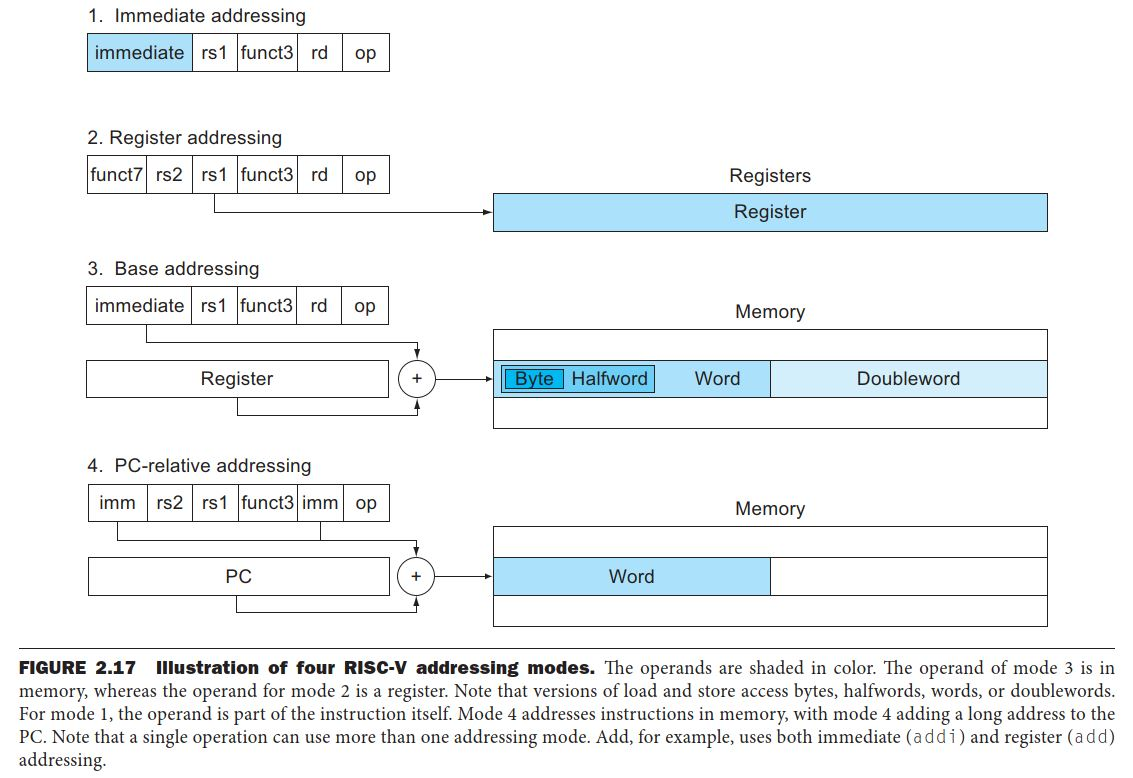 1. Immediate addressing
immediate rs1 funct3 rd op
2. Register addressing
funct7 rs2 rs1 funct3 rd op
Registers
Register
3. Base addressing
immediate rs1 funct3 rd op
Memory
Register + Byte Halfword Word Doubleword
4. PC-relative addressing
imm rs2 rs1 funct3 imm op
Memory
PC + Word
FIGURE 2.17 Illustration of four RISC-V addressing modes. The operands are shaded in color. The operand of mode 3 is in
memory, whereas the operand for mode 2 is a register. Note that versions of load and store access bytes, halfwords, words, or doublewords.
For mode 1, the operand is part of the instruction itself. Mode 4 addresses instructions in memory, with mode 4 adding a long address to the
PC. Note that a single operation can use more than one addressing mode. Add, for example, uses both immediate (addi) and register (add)
addressing.